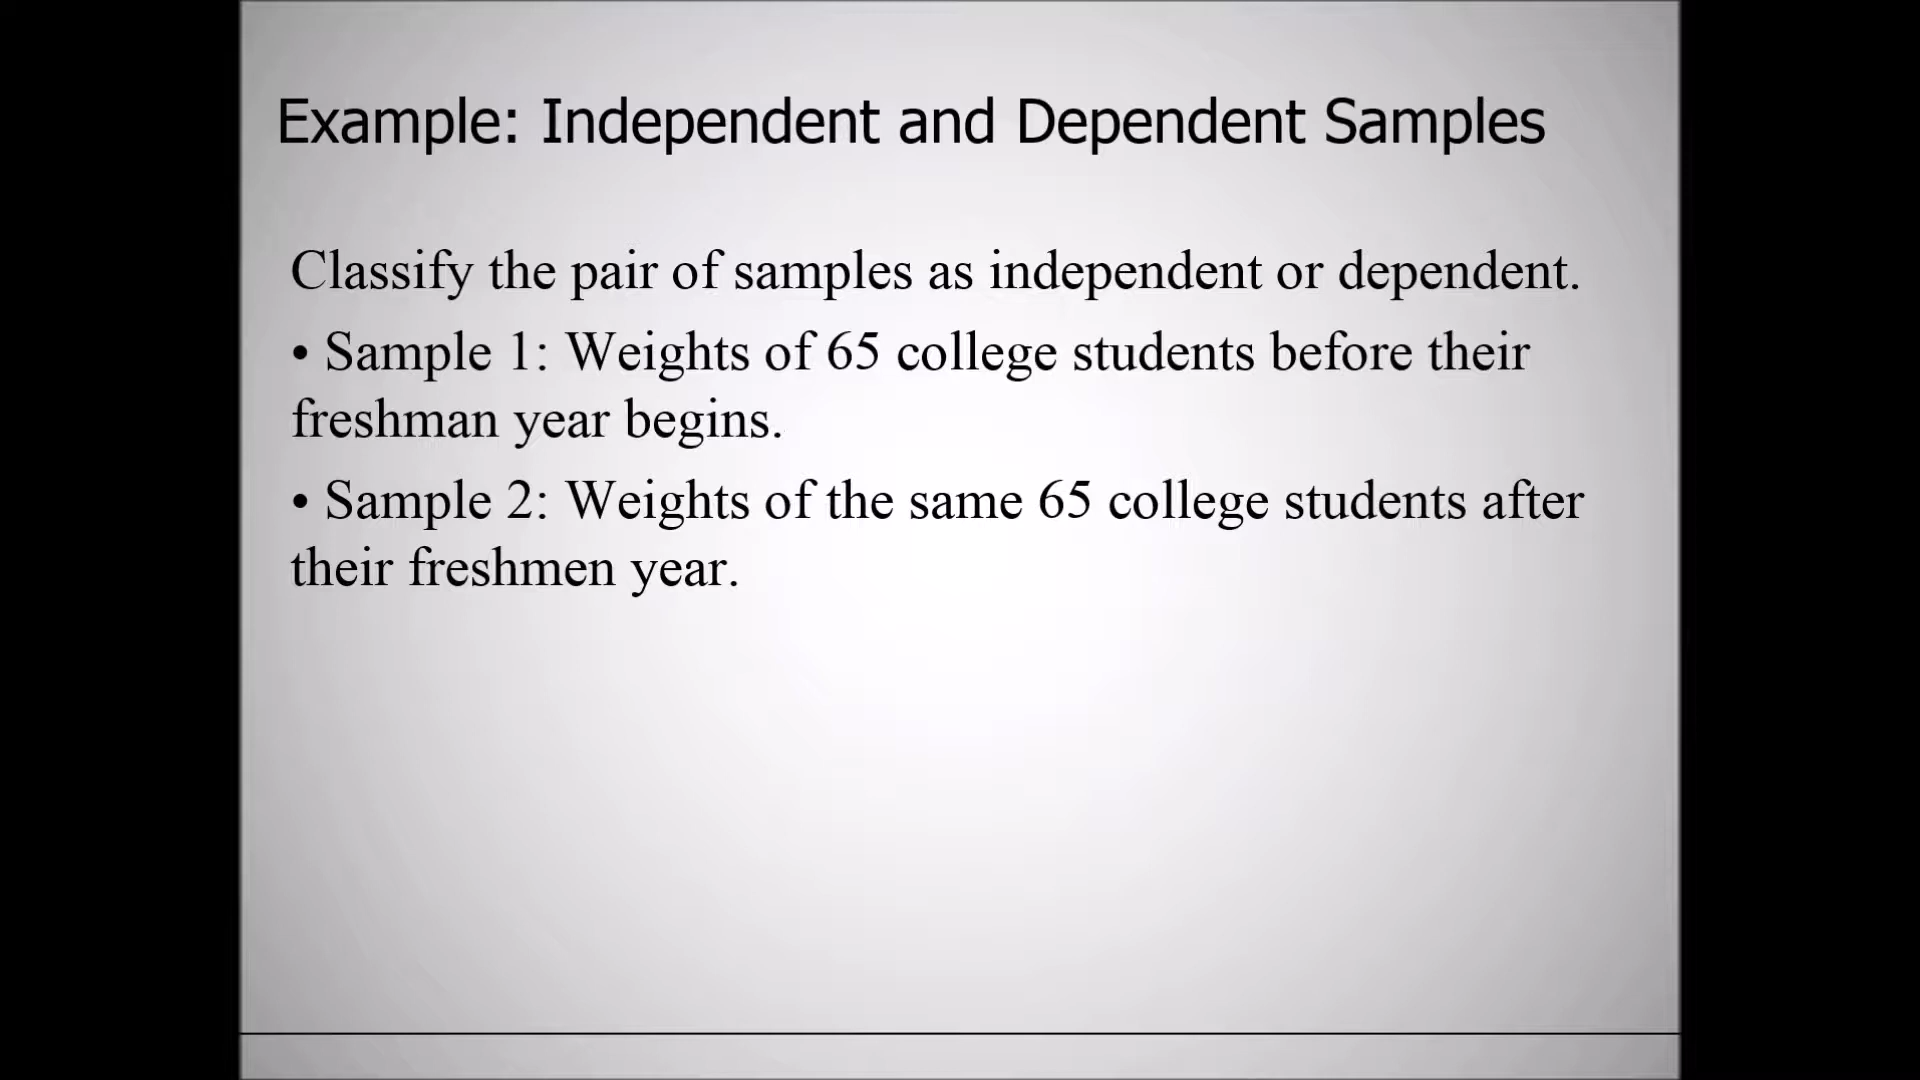 Example: Independent and Dependent Samples
Classify the pair of samples as independent or dependent.
• Sample 1: Weights of 65 college students before their
freshman year begins.
• Sample 2: Weights of the same 65 college students after
their freshmen year.